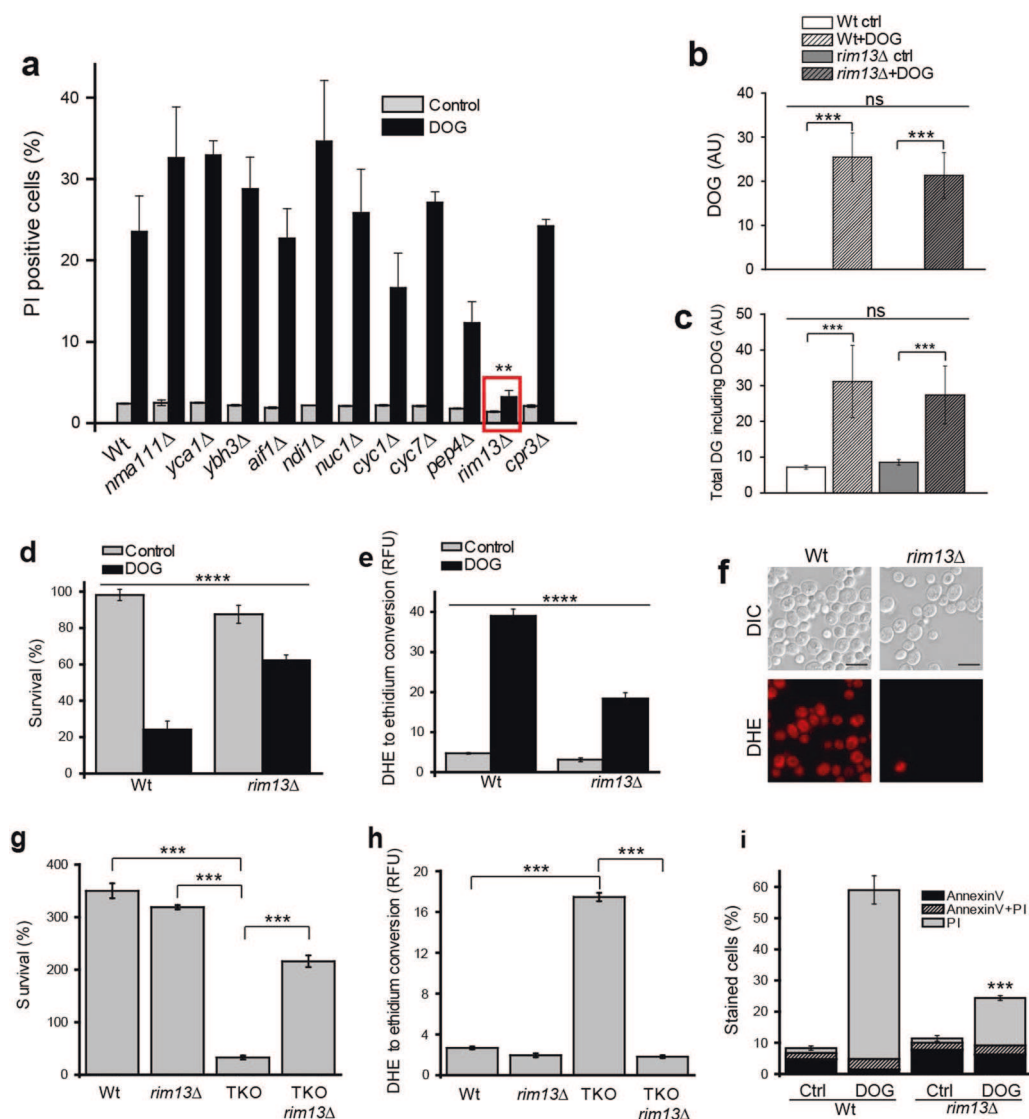 a
PI positive cells (%)
40
30
20
10
0
Control
DOG
**
Wt
nma111Δ
yca1Δ
ybh3Δ
aif1Δ
ndi1Δ
nuc1Δ
cyc1Δ
cyc7Δ
pep4Δ
rim13Δ
cpr3Δ
Wt ctrl
Wt+DOG
rim13Δ ctrl
rim13Δ+DOG
b
DOG (AU)
40
30
20
10
0
ns
*** ***
c
Total DG including DOG (AU)
50
40
30
20
10
0
ns
*** ***
d
Control
DOG
Survival (%)
100
80
60
40
20
0
****
Wt rim13Δ
e
Control
DOG
DHE to ethidium conversion (RFU)
40
30
20
10
0
****
Wt rim13Δ
f
Wt rim13Δ
DIC
DHE
g
Survival (%)
400
300
200
100
0
***
***
***
Wt rim13Δ TKO TKO
rim13Δ
h
DHE to ethidium conversion (RFU)
20
16
12
8
4
0
*** ***
Wt rim13Δ TKO TKO
rim13Δ
i
AnnexinV
AnnexinV+PI
PI
Stained cells (%)
60
50
40
30
20
10
0
***
Ctrl DOG Ctrl DOG
Wt rim13Δ